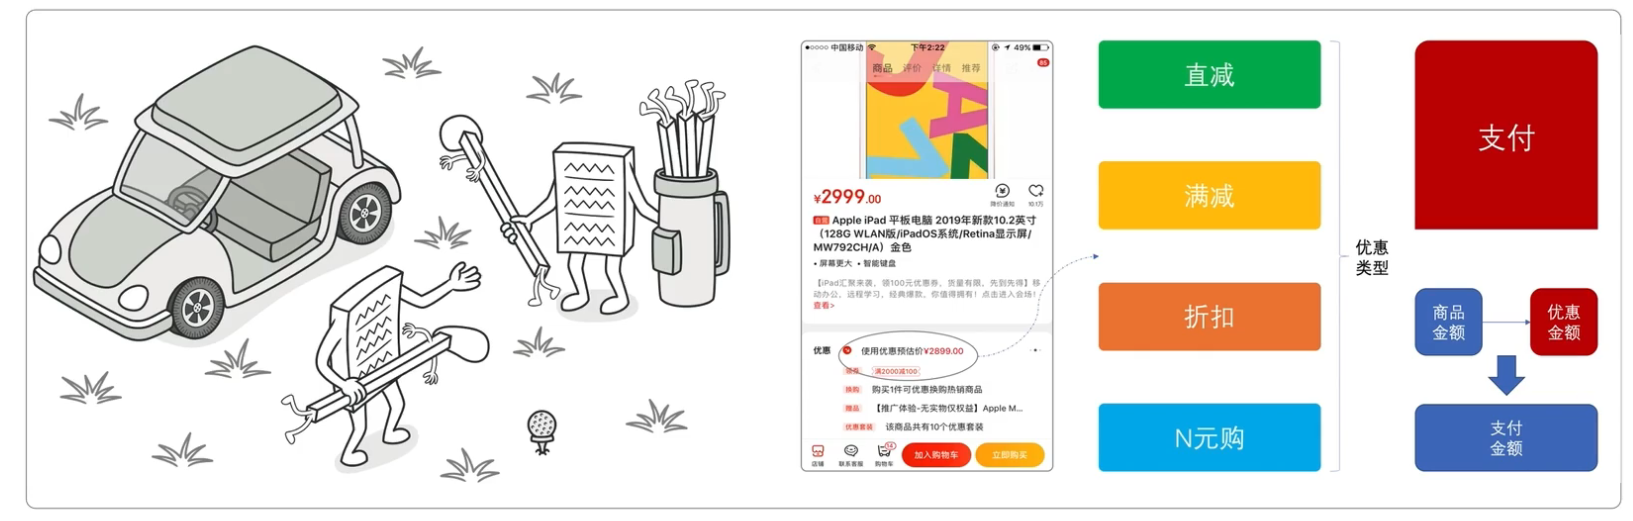 中国移动
下午2:22
49%
商品 评价 详情 推荐
85
¥2999.00
降价通知
10.1万
自营 Apple iPad 平板电脑 2019年新款10.2英寸
（128G WLAN版/iPadOS系统/Retina显示屏/
MW792CH/A）金色
• 屏幕更大 • 智能键盘
【iPad汇聚来袭，领100元优惠券，货量有限，先到先得】移
动办公，远程学习，经典爆款，你值得拥有！点击进入会场！
查看>
优惠
使用优惠预估价¥2899.00
满2000减100
换购 购买1件可优惠换购热销商品
赠品 【推广体验-无实物仅权益】Apple M...
优惠套装 该商品共有10个优惠套装
店铺
联系客服
14
购物车
加入购物车
立即购买
直减
满减
折扣
N元购
优惠
类型
支付
商品
金额
优惠
金额
支付
金额